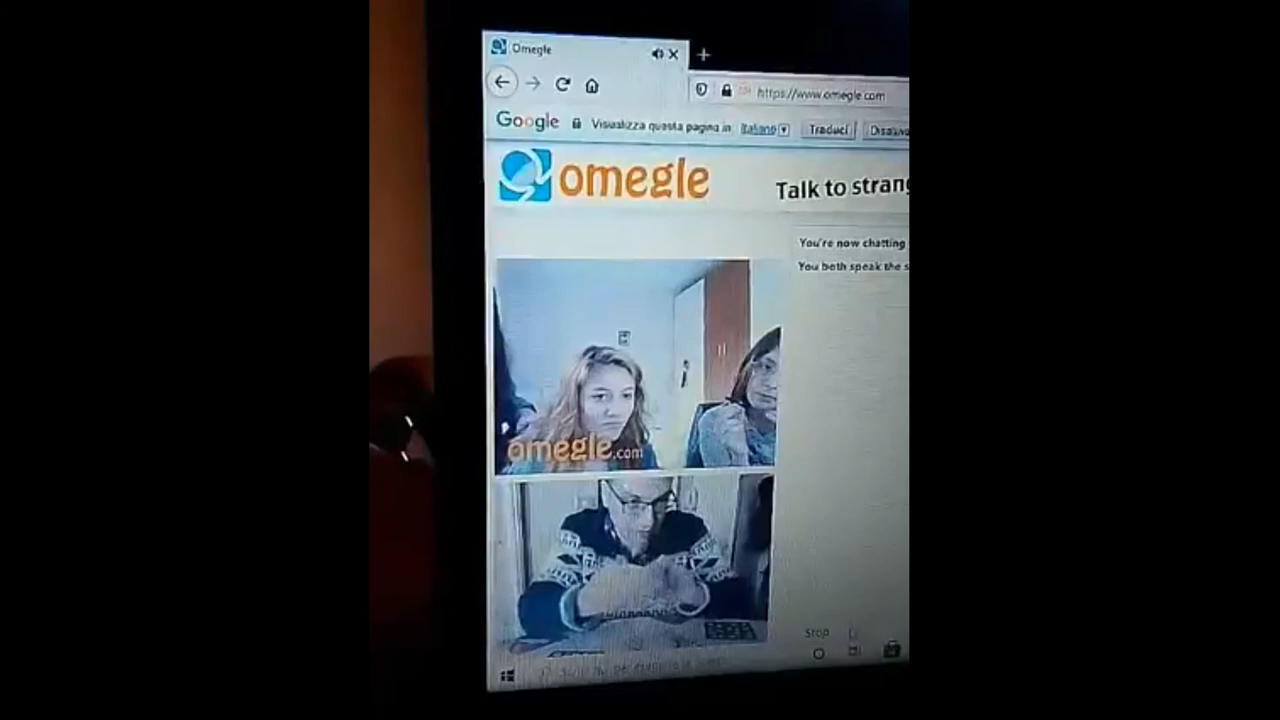 Omegle
https://www.omegle.com
Google Visualizza questa pagina in: Italiano Traduci
omegle
Talk to strang
You're now chatting
You both speak the s
omegle.com
Stop